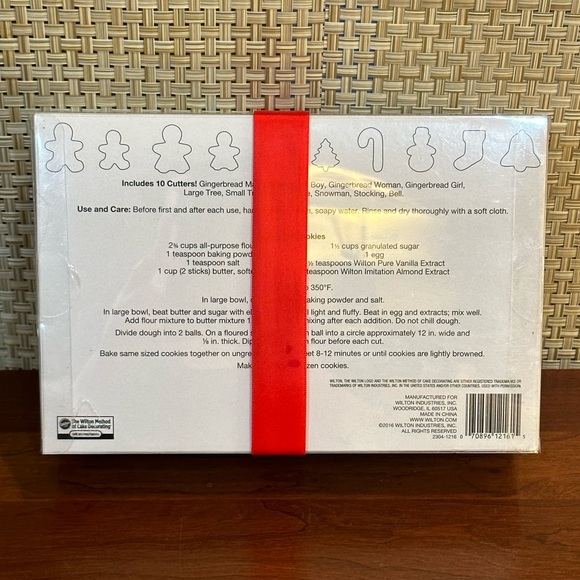 Includes 10 Cutters! Gingerbread Ma Boy, Gingerbread Woman, Gingerbread Girl,
Large Tree, Small Tr e, Snowman, Stocking, Bell.
Use and Care: Before first and after each use, han n, soapy water. Rinse and dry thoroughly with a soft cloth.
okies
2¾ cups all-purpose flou 1½ cups granulated sugar
1 teaspoon baking powd 1 egg
1 teaspoon salt teaspoons Wilton Pure Vanilla Extract
1 cup (2 sticks) butter, soft teaspoon Wilton Imitation Almond Extract
o 350°F.
In large bowl, aking powder and salt.
In large bowl, beat butter and sugar with el l light and fluffy. Beat in egg and extracts; mix well.
Add flour mixture to butter mixture 1 mixing after each addition. Do not chill dough.
Divide dough into 2 balls. On a floured n ball into a circle approximately 12 in. wide and
⅛ in. thick. Dip n flour before each cut.
Bake same sized cookies together on ungre et 8-12 minutes or until cookies are lightly browned.
Mak zen cookies.
WILTON, THE WILTON LOGO AND THE WILTON METHOD OF CAKE DECORATING ARE EITHER REGISTERED TRADEMARKS OR
TRADEMARKS OF WILTON INDUSTRIES, INC. IN THE UNITED STATES AND/OR OTHER COUNTRIES. USED WITH PERMISSION.
MANUFACTURED FOR
WILTON INDUSTRIES, INC.
WOODRIDGE, IL 60517 USA
MADE IN CHINA
WWW.WILTON.COM
©2016 WILTON INDUSTRIES, INC.
ALL RIGHTS RESERVED
2304-1216
0 70896 12161 5
The Wilton Method
of Cake Decorating